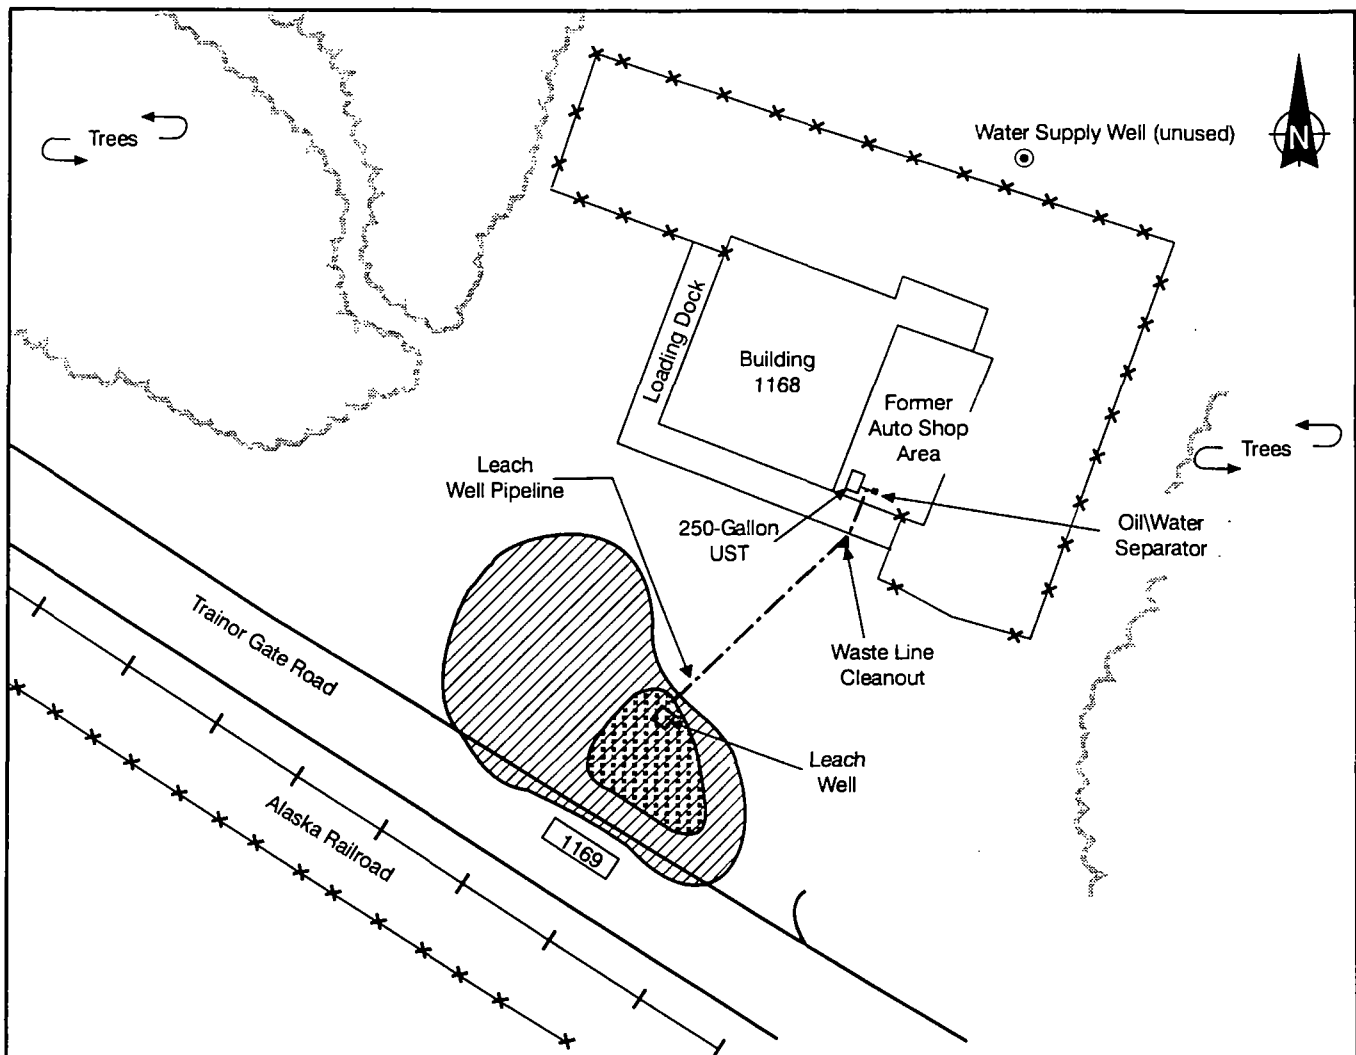 Trees
Water Supply Well (unused)
N
Loading Dock
Building
1168
Former
Auto Shop
Area
Trees
Leach
Well Pipeline
250-Gallon
UST
Oil\Water
Separator
Trainor Gate Road
Waste Line
Cleanout
Leach
Well
Alaska Railroad
1169